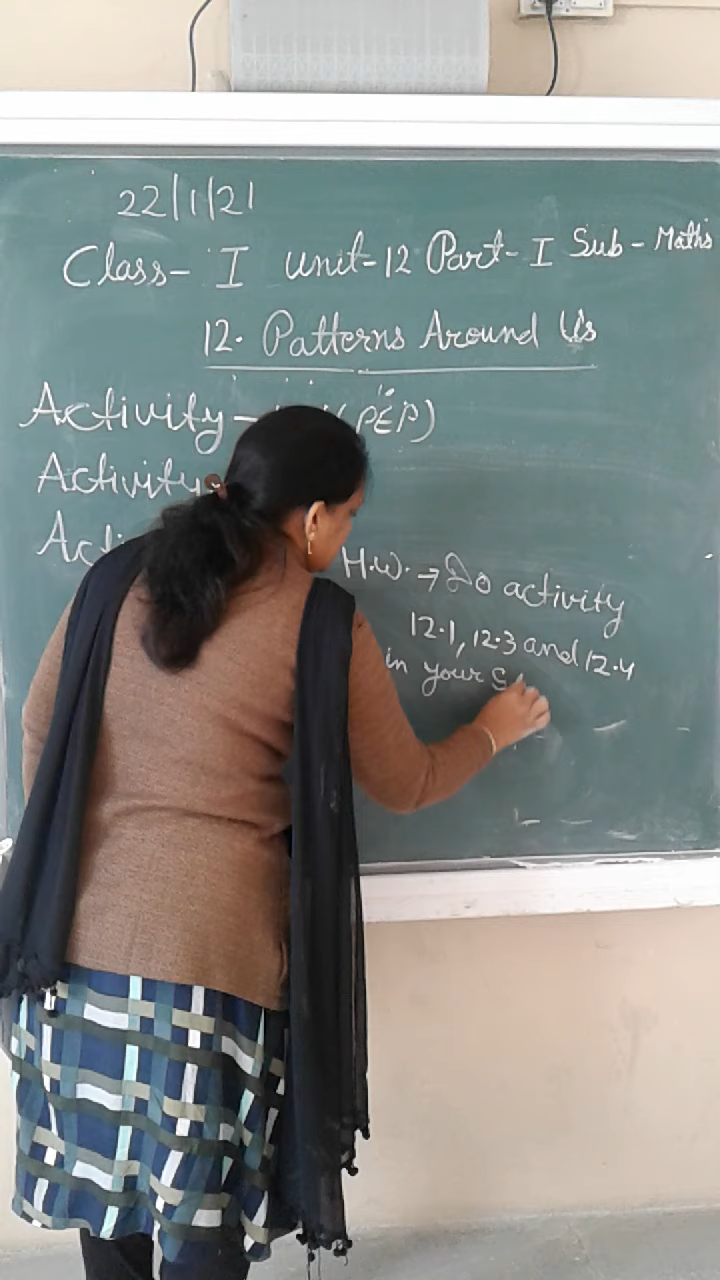 22/1/21
Class- I Unit-12 Part-I Sub - Maths
12. Patterns Around Us
Activity - (PEP)
Activity
H.W. → Do activity
12.1, 12.3 and 12.4
in your